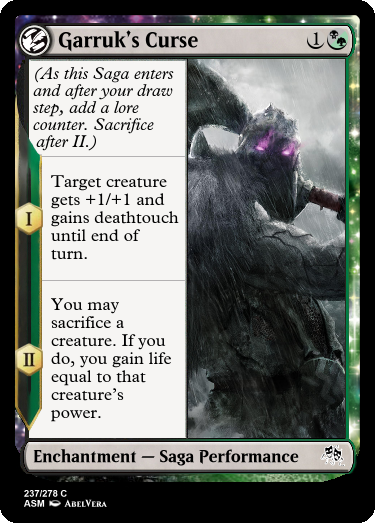 Garruk's Curse 1
(As this Saga enters
and after your draw
step, add a lore
counter. Sacrifice
after II.)
I
Target creature
gets +1/+1 and
gains deathtouch
until end of
turn.
II
You may
sacrifice a
creature. If you
do, you gain life
equal to that
creature's
power.
Enchantment — Saga Performance
237/278 C
ASM AbelVera